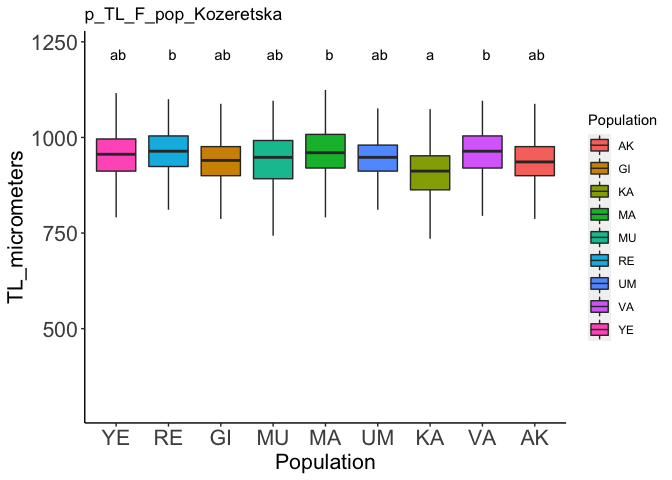 p_TL_F_pop_Kozeretska
1250
1000
750
500
TL_micrometers
ab b ab ab b ab a b ab
YE RE GI MU MA UM KA VA AK
Population
Population
AK
GI
KA
MA
MU
RE
UM
VA
YE